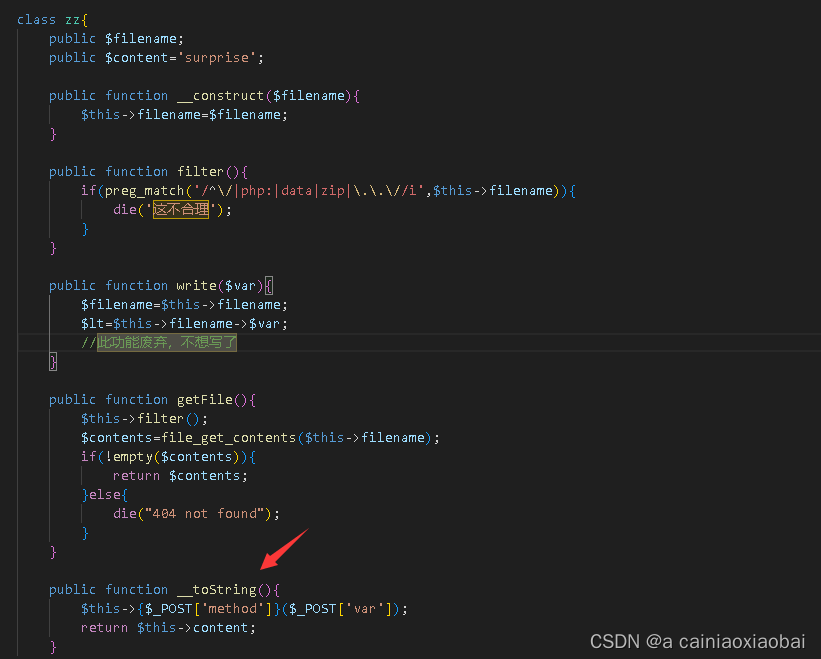 class zz{
    public $filename;
    public $content='surprise';

    public function __construct($filename){
        $this->filename=$filename;
    }

    public function filter(){
        if(preg_match('/^\/|php:|data|zip|\.\.\//i',$this->filename)){
            die('这不合理');
        }
    }

    public function write($var){
        $filename=$this->filename;
        $lt=$this->filename->$var;
        //此功能废弃，不想写了
    }

    public function getFile(){
        $this->filter();
        $contents=file_get_contents($this->filename);
        if(!empty($contents)){
            return $contents;
        }else{
            die("404 not found");
        }
    }

    public function __toString(){
        $this->{$_POST['method']}($_POST['var']);
        return $this->content;
    }
CSDN @a cainiaoxiaobai